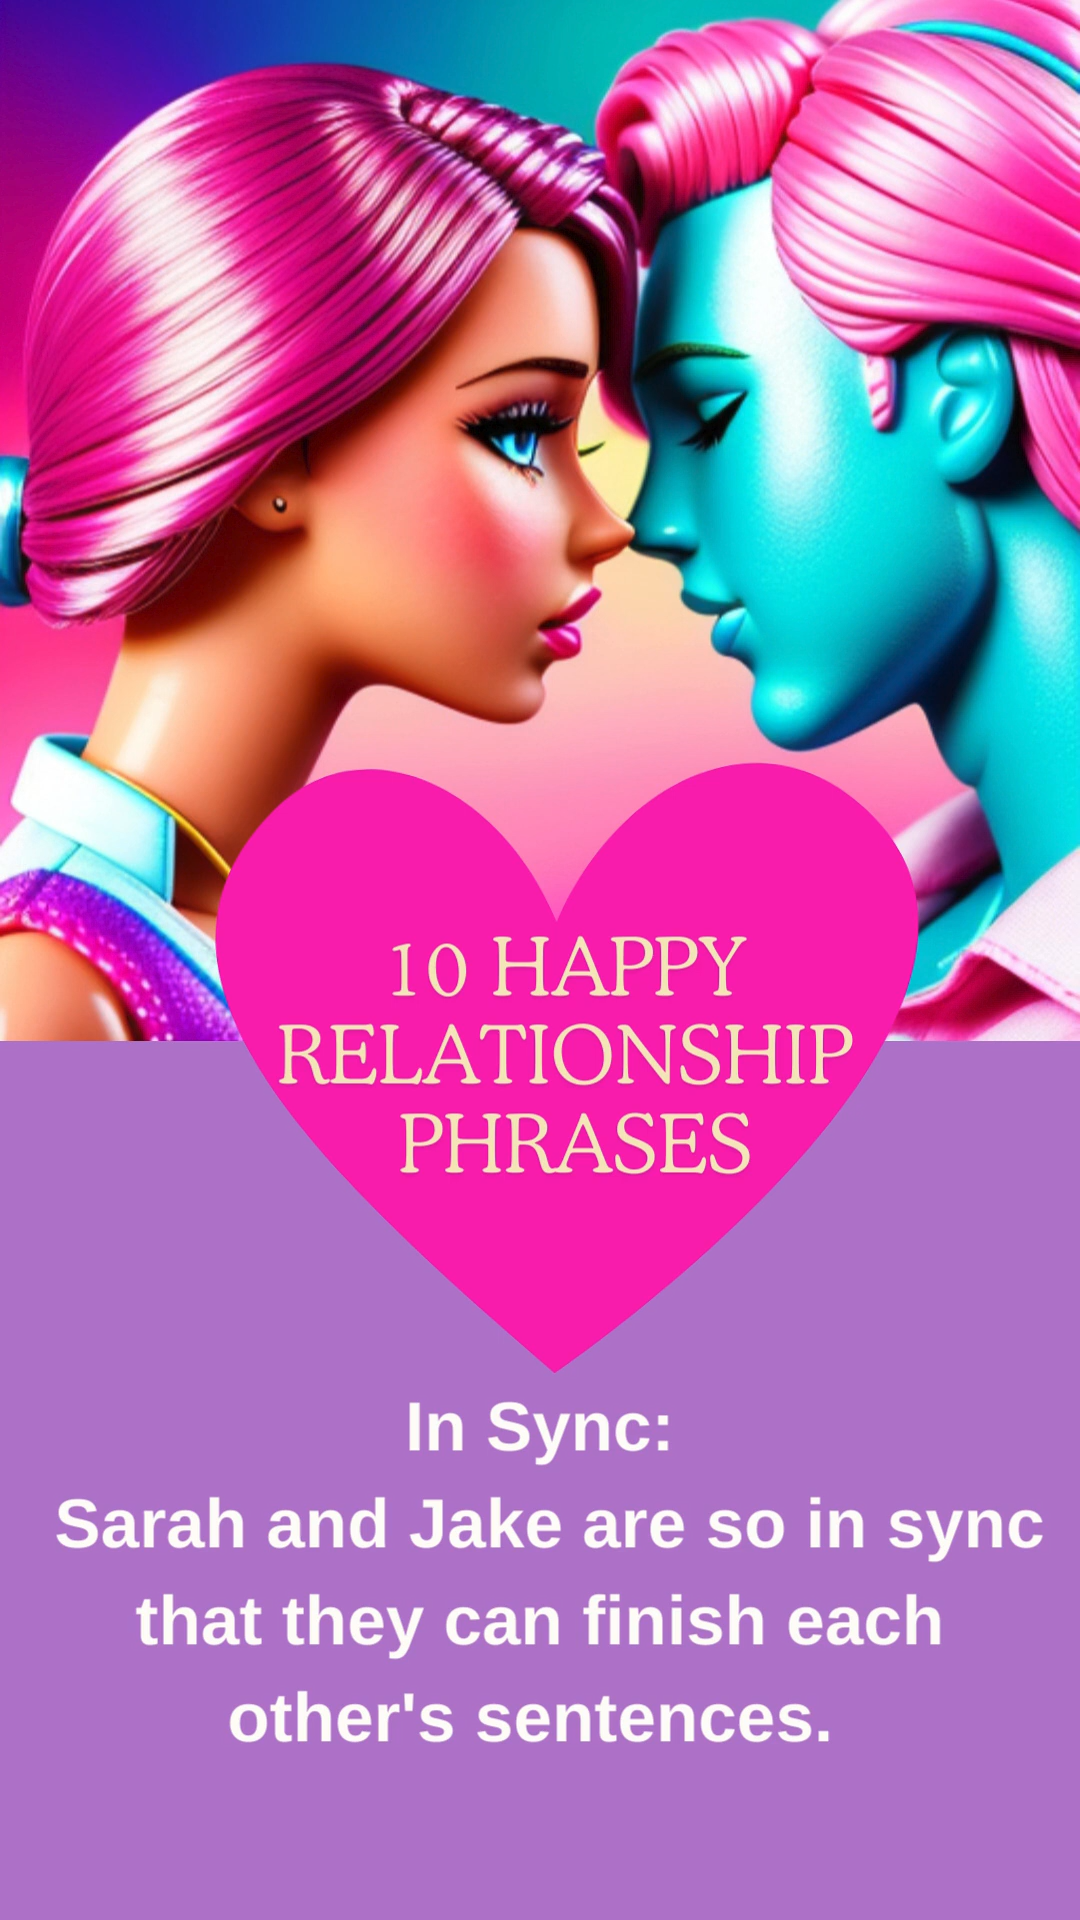 10 HAPPY
RELATIONSHIP
PHRASES
In Sync:
Sarah and Jake are so in sync
that they can finish each
other's sentences.